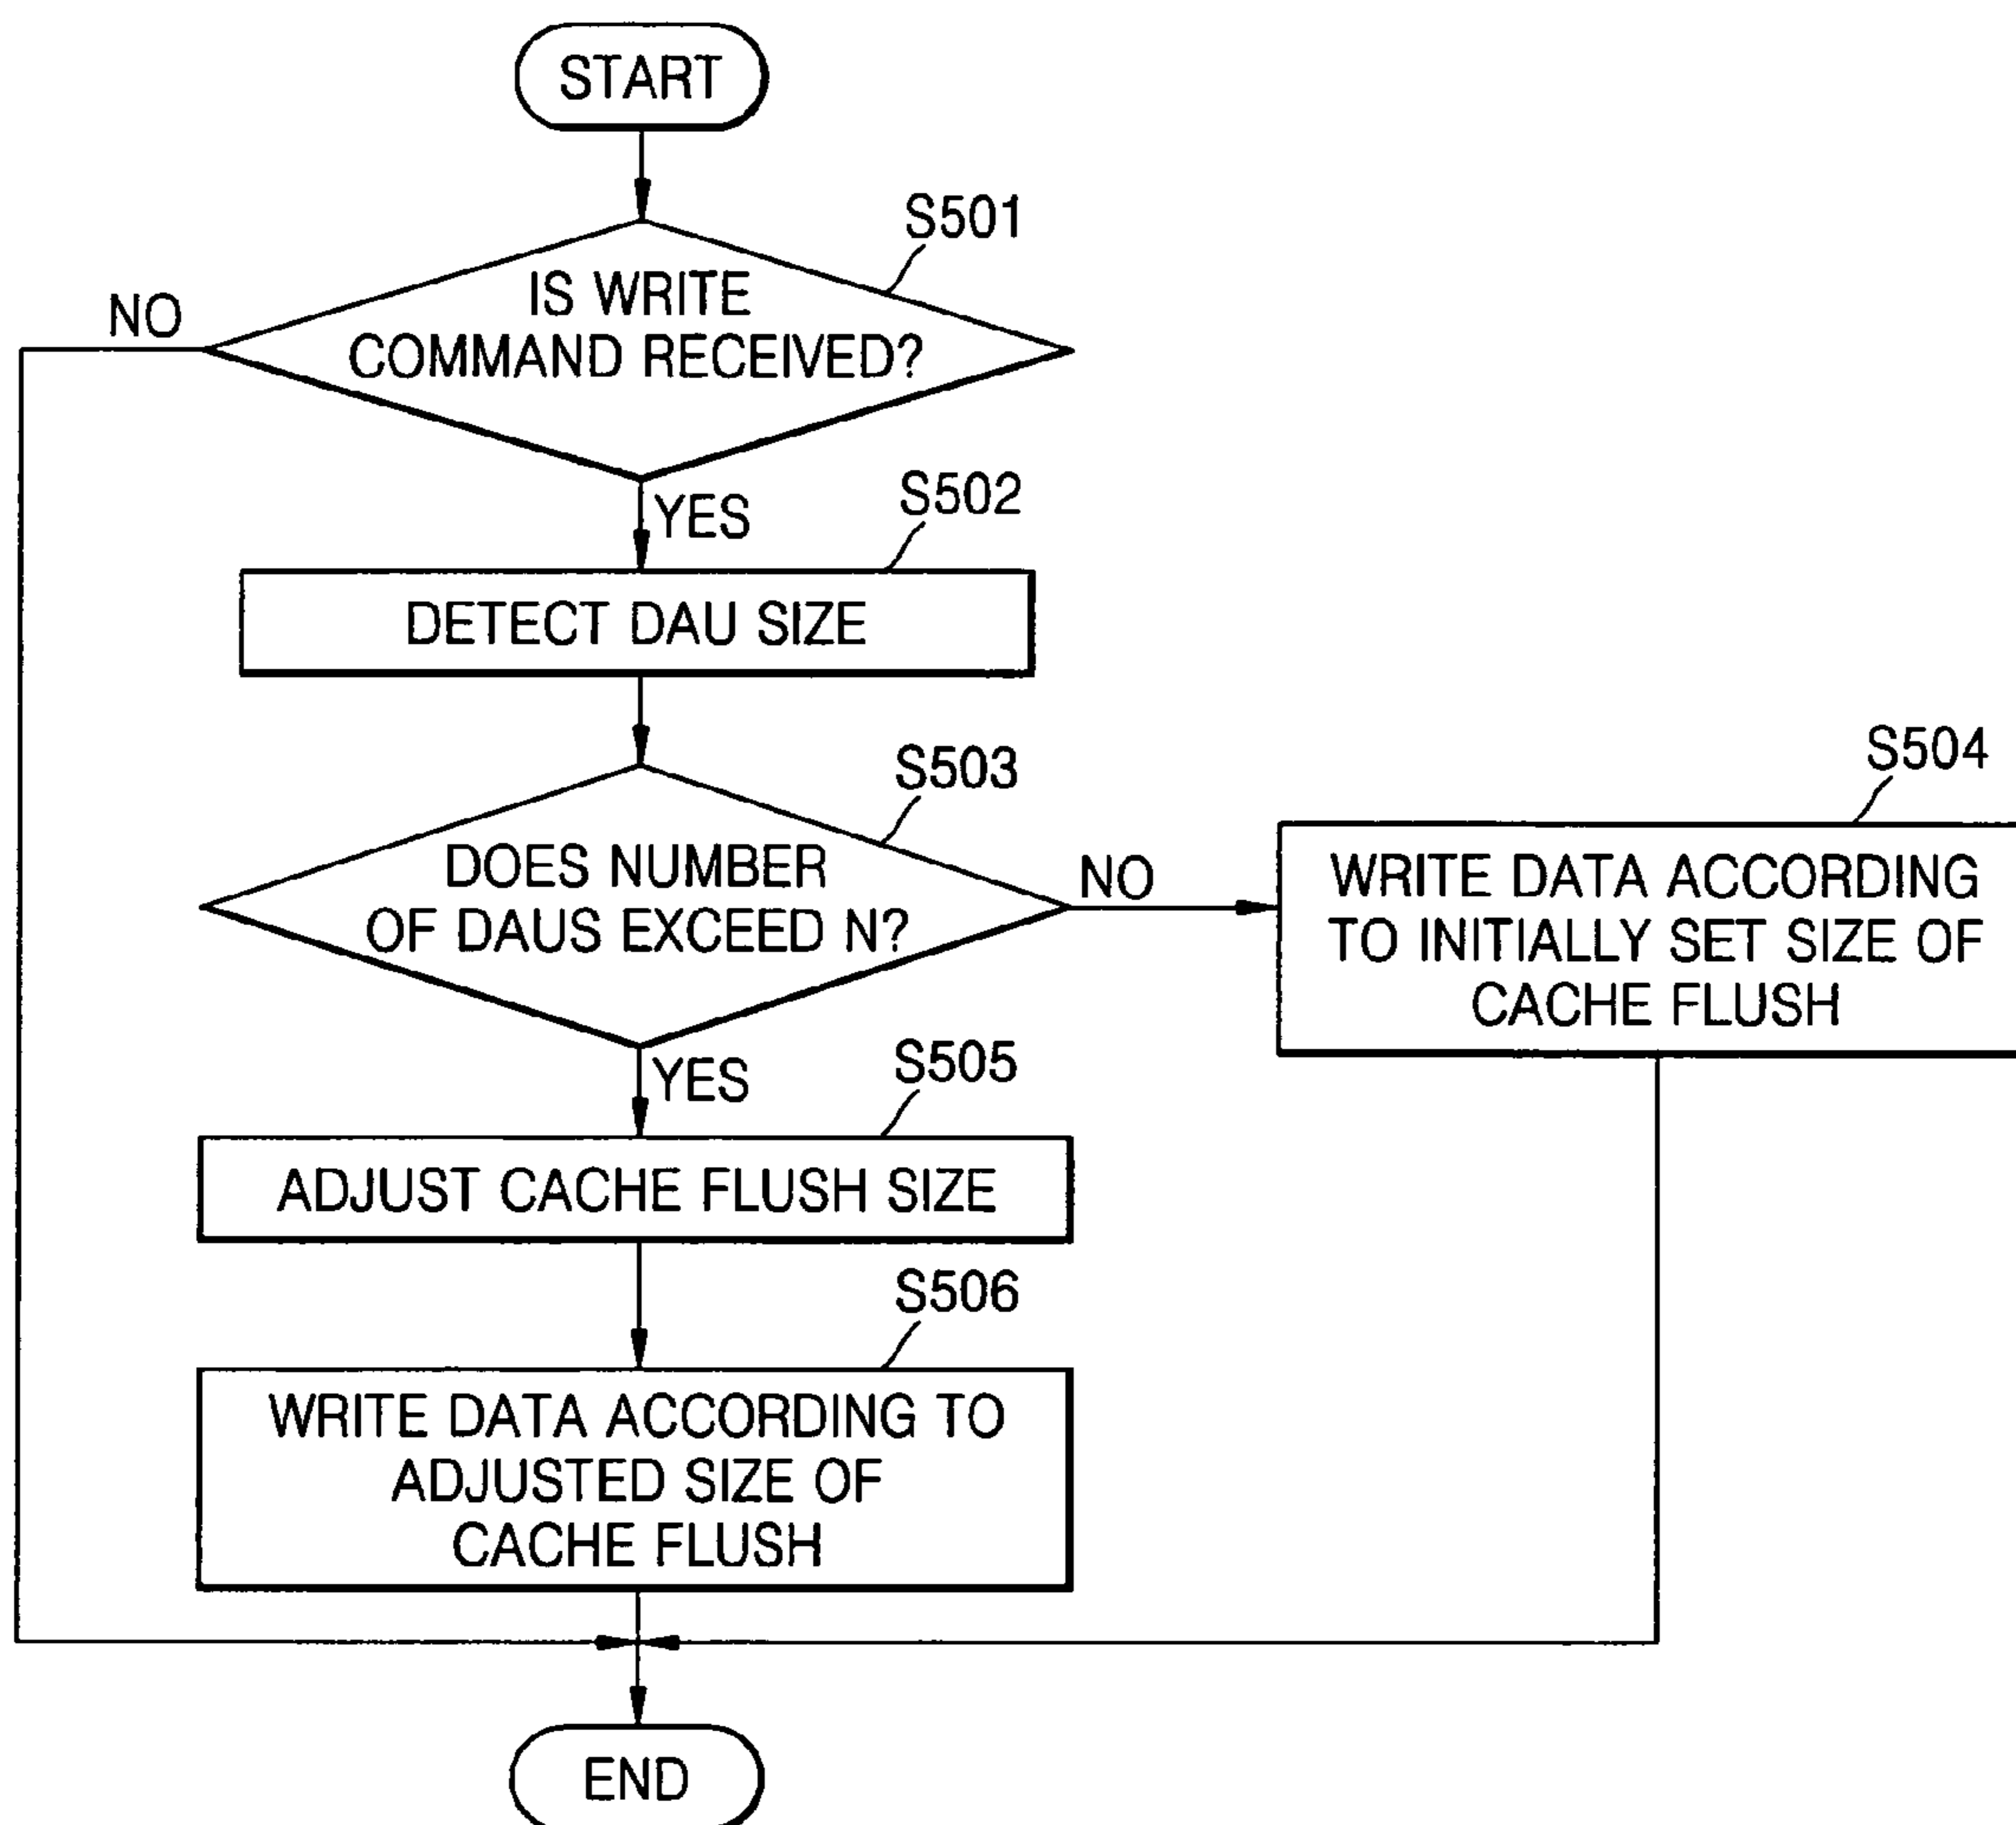 START
S501
IS WRITE
COMMAND RECEIVED?
NO
YES
S502
DETECT DAU SIZE
S503
DOES NUMBER
OF DAUS EXCEED N?
NO
S504
WRITE DATA ACCORDING
TO INITIALLY SET SIZE OF
CACHE FLUSH
YES
S505
ADJUST CACHE FLUSH SIZE
S506
WRITE DATA ACCORDING TO
ADJUSTED SIZE OF
CACHE FLUSH
END